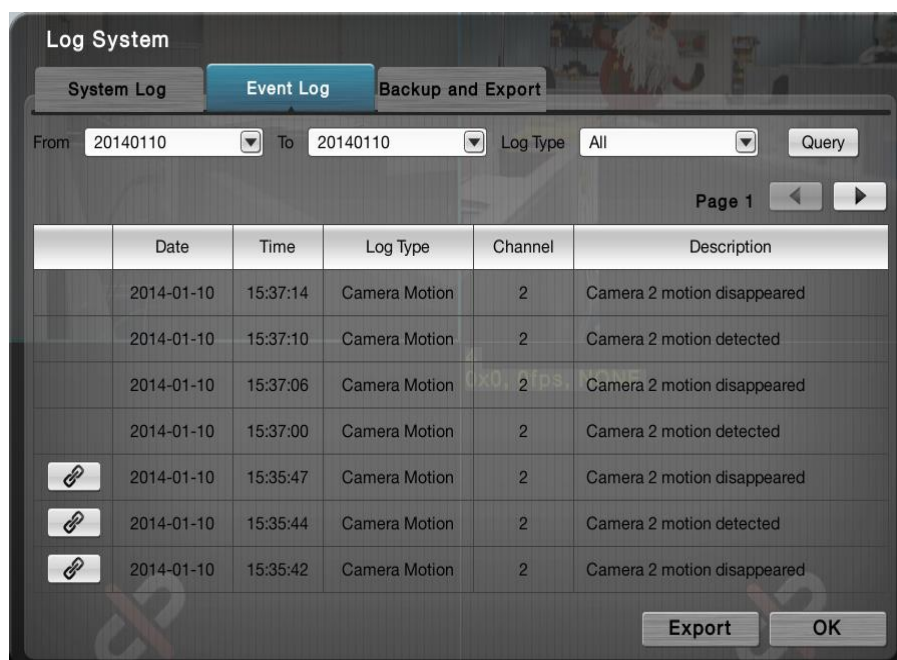 Log System
System Log Event Log Backup and Export
From 20140110 To 20140110 Log Type All Query
Page 1
Date Time Log Type Channel Description
2014-01-10 15:37:14 Camera Motion 2 Camera 2 motion disappeared
2014-01-10 15:37:10 Camera Motion 2 Camera 2 motion detected
0x0, 0fps, NONE
2014-01-10 15:37:06 Camera Motion 2 Camera 2 motion disappeared
2014-01-10 15:37:00 Camera Motion 2 Camera 2 motion detected
2014-01-10 15:35:47 Camera Motion 2 Camera 2 motion disappeared
2014-01-10 15:35:44 Camera Motion 2 Camera 2 motion detected
2014-01-10 15:35:42 Camera Motion 2 Camera 2 motion disappeared
Export OK